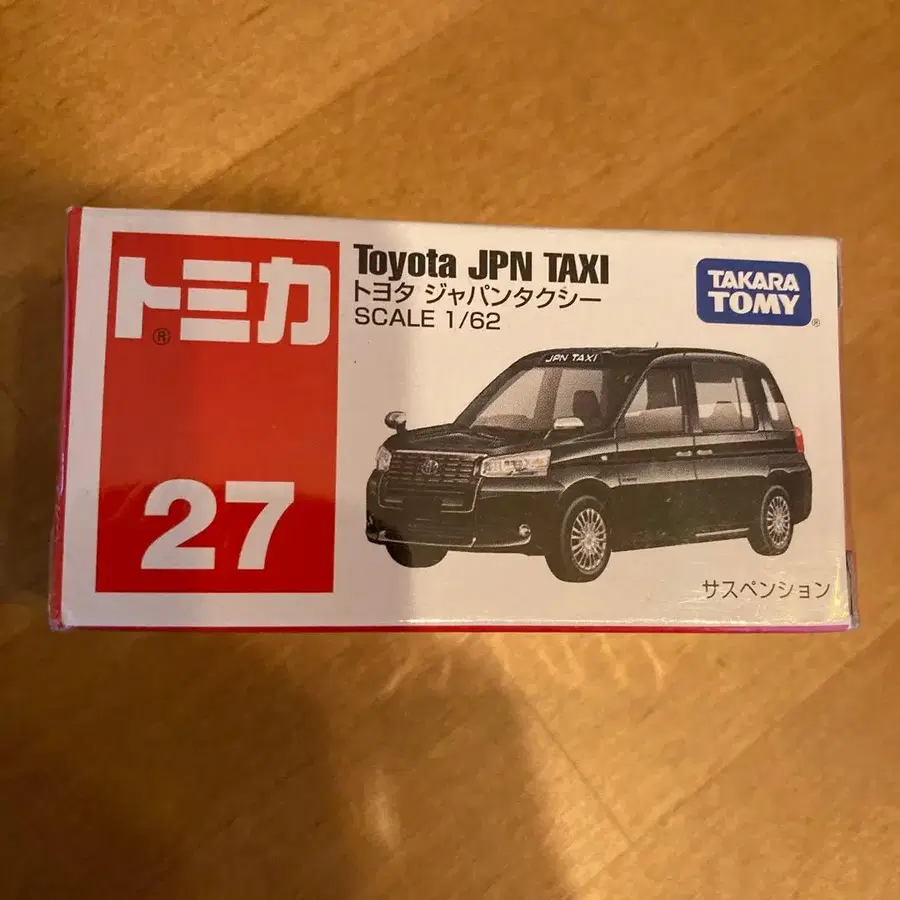 トミカ
®
27
Toyota JPN TAXI
トヨタ ジャパンタクシー
SCALE 1/62
TAKARA
TOMY
®
JPN TAXI
サスペンション